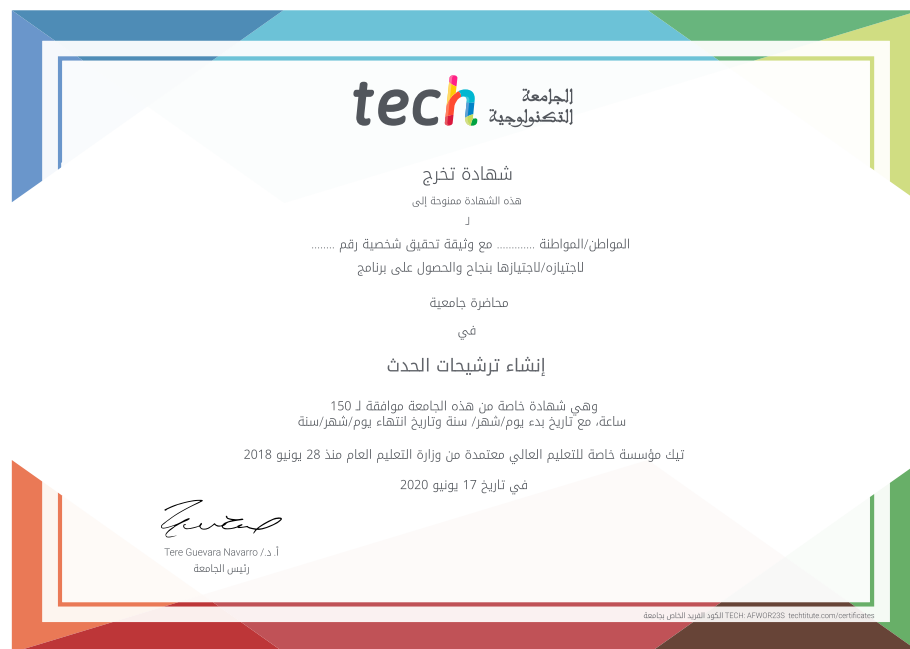 tech الجامعة
التكنولوجية
شهادة تخرج
هذه الشهادة ممنوحة إلى
لـ
المواطن/المواطنة ............. مع وثيقة تحقيق شخصية رقم ........
لاجتيازه/لاجتيازها بنجاح والحصول على برنامج
محاضرة جامعية
في
إنشاء ترشيحات الحدث
وهي شهادة خاصة من هذه الجامعة موافقة لـ 150
ساعة، مع تاريخ بدء يوم/شهر/ سنة وتاريخ انتهاء يوم/شهر/سنة
تيك مؤسسة خاصة للتعليم العالي معتمدة من وزارة التعليم العام منذ 28 يونيو 2018
في تاريخ 17 يونيو 2020
أ. د./ Tere Guevara Navarro
رئيس الجامعة
الكود الفريد الخاص بجامعة TECH: AFWOR23S techtitute.com/certificates